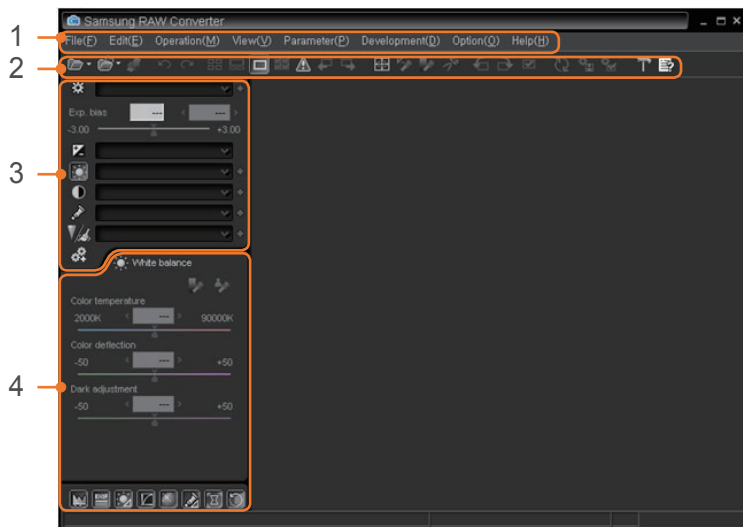 Samsung RAW Converter
1
File(F) Edit(E) Operation(M) View(V) Parameter(P) Development(D) Option(O) Help(H)
2
Exp. bias --- ---
-3.00 +3.00
3
White balance
Color temperature
2000K --- 90000K
Color deflection
-50 --- +50
4
Dark adjustment
-50 --- +50